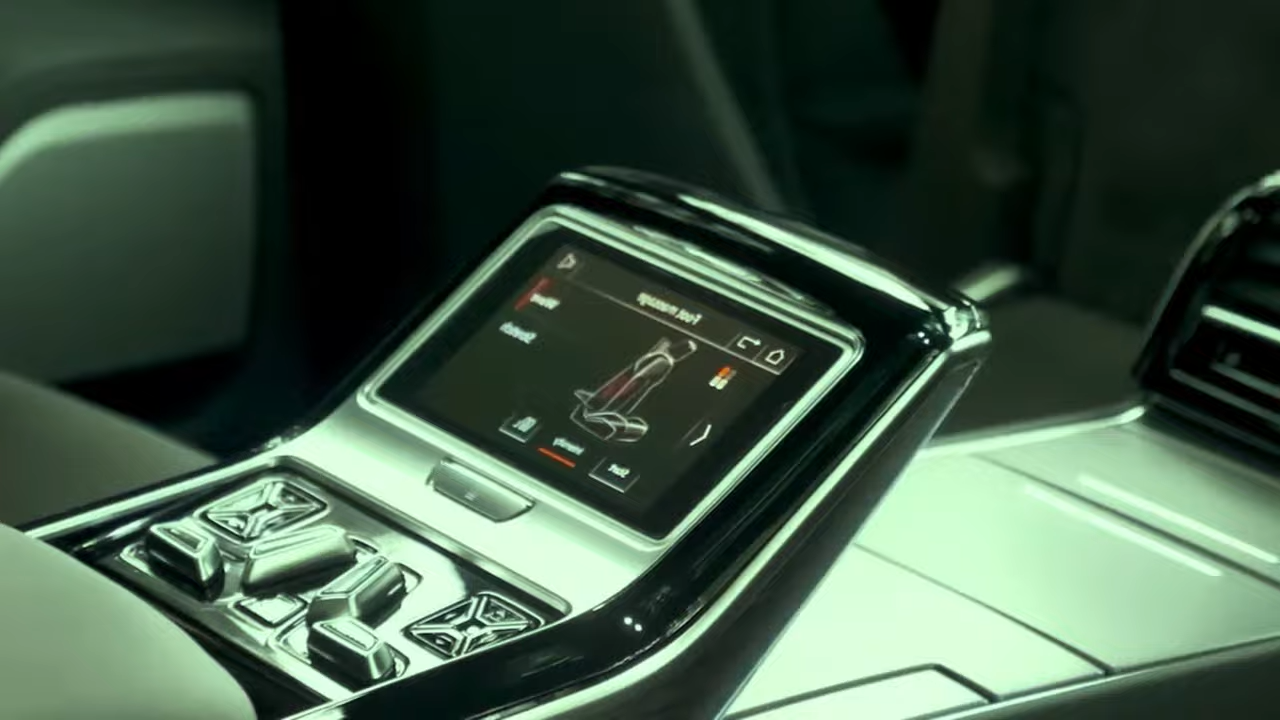 Foot massage
Wave
Stretch
Intensity
Start